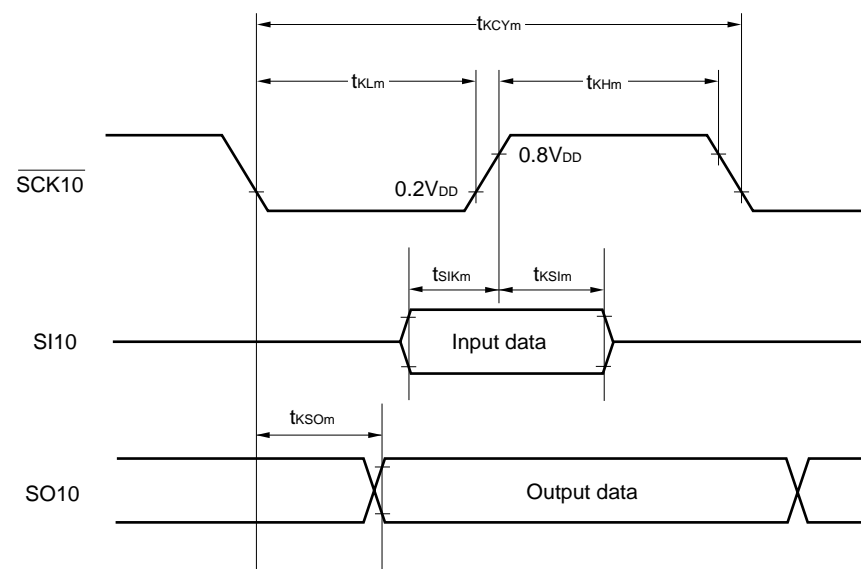 tKCYm
tKLm
tKHm
SCK10
0.8VDD
0.2VDD
tSIKm
tKSIm
SI10
Input data
tKSOm
SO10
Output data